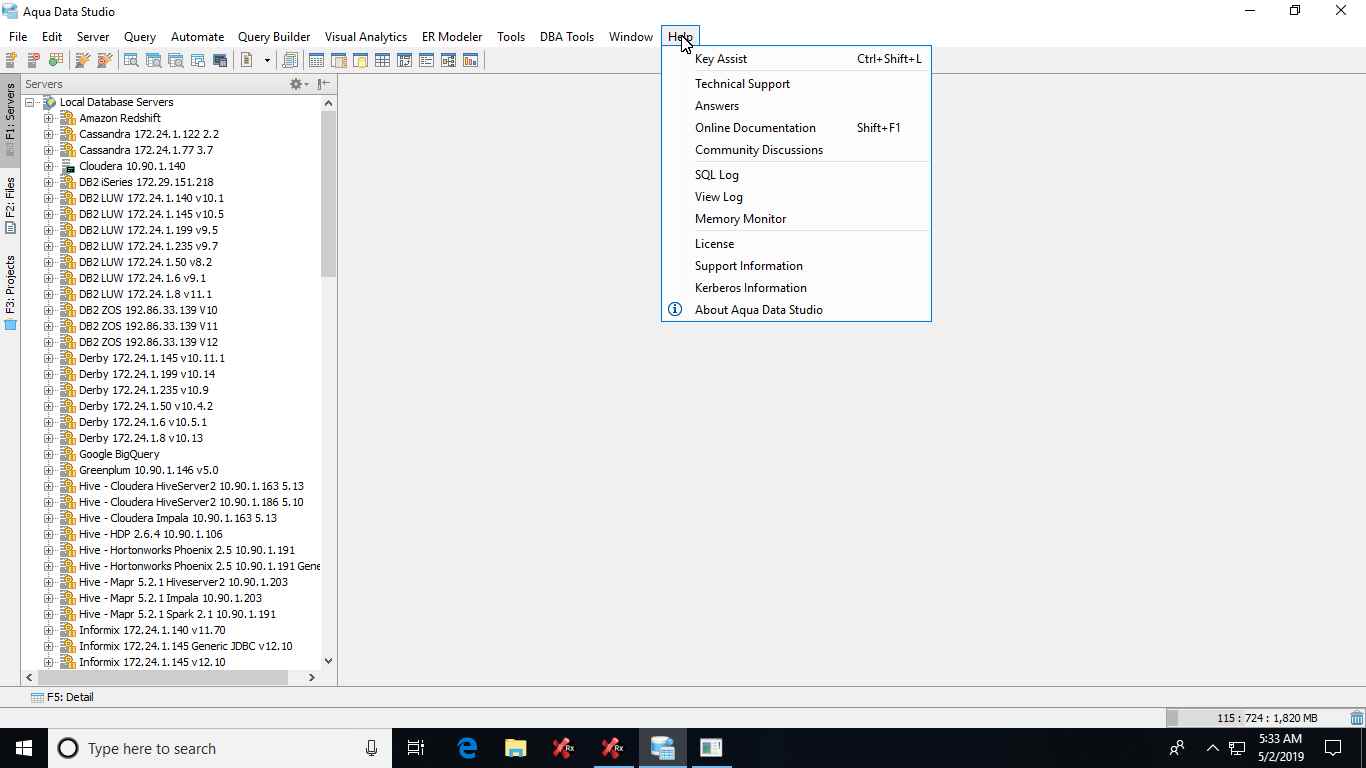 Aqua Data Studio
File Edit Server Query Automate Query Builder Visual Analytics ER Modeler Tools DBA Tools Window Help
Servers
F1: Servers
F2: Files
F3: Projects
Local Database Servers
Amazon Redshift
Cassandra 172.24.1.122 2.2
Cassandra 172.24.1.77 3.7
Cloudera 10.90.1.140
DB2 iSeries 172.29.151.218
DB2 LUW 172.24.1.140 v10.1
DB2 LUW 172.24.1.145 v10.5
DB2 LUW 172.24.1.199 v9.5
DB2 LUW 172.24.1.235 v9.7
DB2 LUW 172.24.1.50 v8.2
DB2 LUW 172.24.1.6 v9.1
DB2 LUW 172.24.1.8 v11.1
DB2 ZOS 192.86.33.139 V10
DB2 ZOS 192.86.33.139 V11
DB2 ZOS 192.86.33.139 V12
Derby 172.24.1.145 v10.11.1
Derby 172.24.1.199 v10.14
Derby 172.24.1.235 v10.9
Derby 172.24.1.50 v10.4.2
Derby 172.24.1.6 v10.5.1
Derby 172.24.1.8 v10.13
Google BigQuery
Greenplum 10.90.1.146 v5.0
Hive - Cloudera HiveServer2 10.90.1.163 5.13
Hive - Cloudera HiveServer2 10.90.1.186 5.10
Hive - Cloudera Impala 10.90.1.163 5.13
Hive - HDP 2.6.4 10.90.1.106
Hive - Hortonworks Phoenix 2.5 10.90.1.191
Hive - Hortonworks Phoenix 2.5 10.90.1.191 Gene
Hive - Mapr 5.2.1 Hiveserver2 10.90.1.203
Hive - Mapr 5.2.1 Impala 10.90.1.203
Hive - Mapr 5.2.1 Spark 2.1 10.90.1.191
Informix 172.24.1.140 v11.70
Informix 172.24.1.145 Generic JDBC v12.10
Informix 172.24.1.145 v12.10
Key Assist Ctrl+Shift+L
Technical Support
Answers
Online Documentation Shift+F1
Community Discussions
SQL Log
View Log
Memory Monitor
License
Support Information
Kerberos Information
About Aqua Data Studio
F5: Detail
115 : 724 : 1,820 MB
Type here to search
Rx
Rx
5:33 AM
5/2/2019